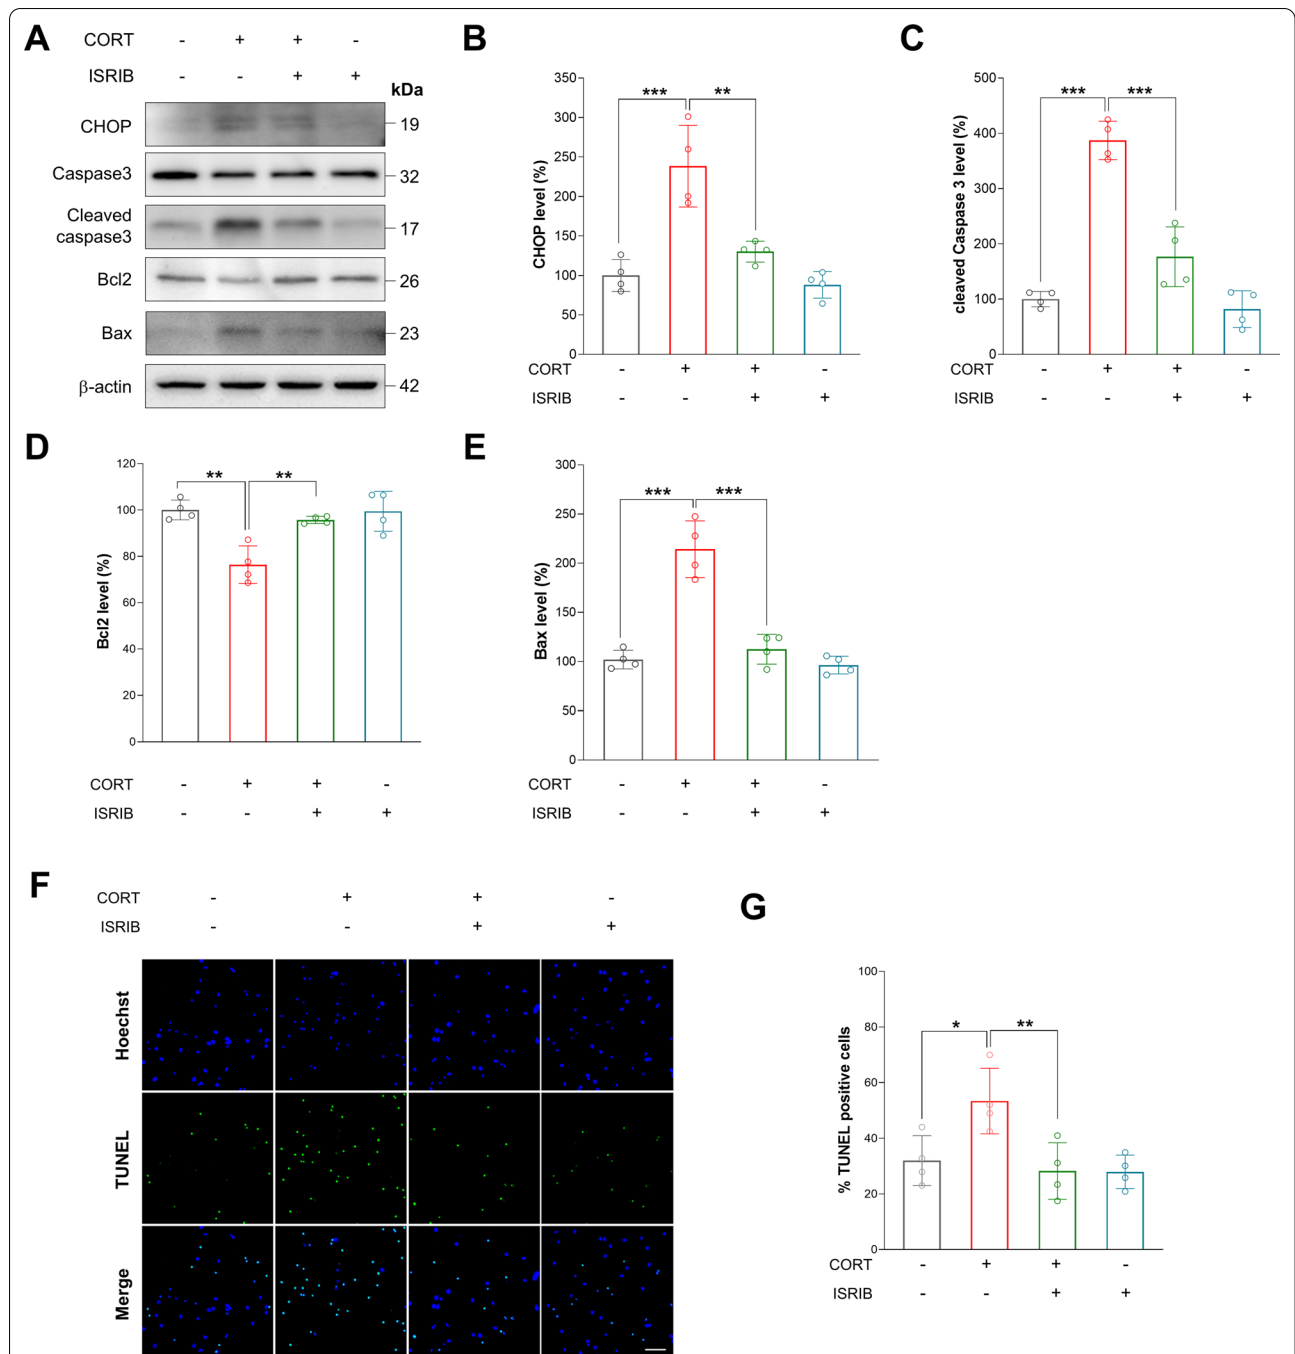 A
CORT - + + -
ISRIB - - + +
kDa
CHOP 19
Caspase3 32
Cleaved
caspase3 17
Bcl2 26
Bax 23
β-actin 42
B
CHOP level (%)
350
300
250
200
150
100
50
0
*** **
CORT - + + -
ISRIB - - + +
C
cleaved Caspase 3 level (%)
500
400
300
200
100
0
*** ***
CORT - + + -
ISRIB - - + +
D
Bcl2 level (%)
120
100
80
60
40
20
0
** **
CORT - + + -
ISRIB - - + +
E
Bax level (%)
300
250
200
150
100
50
0
*** ***
CORT - + + -
ISRIB - - + +
F
CORT - + + -
ISRIB - - + +
Hoechst
TUNEL
Merge
G
% TUNEL positive cells
100
80
60
40
20
0
* **
CORT - + + -
ISRIB - - + +